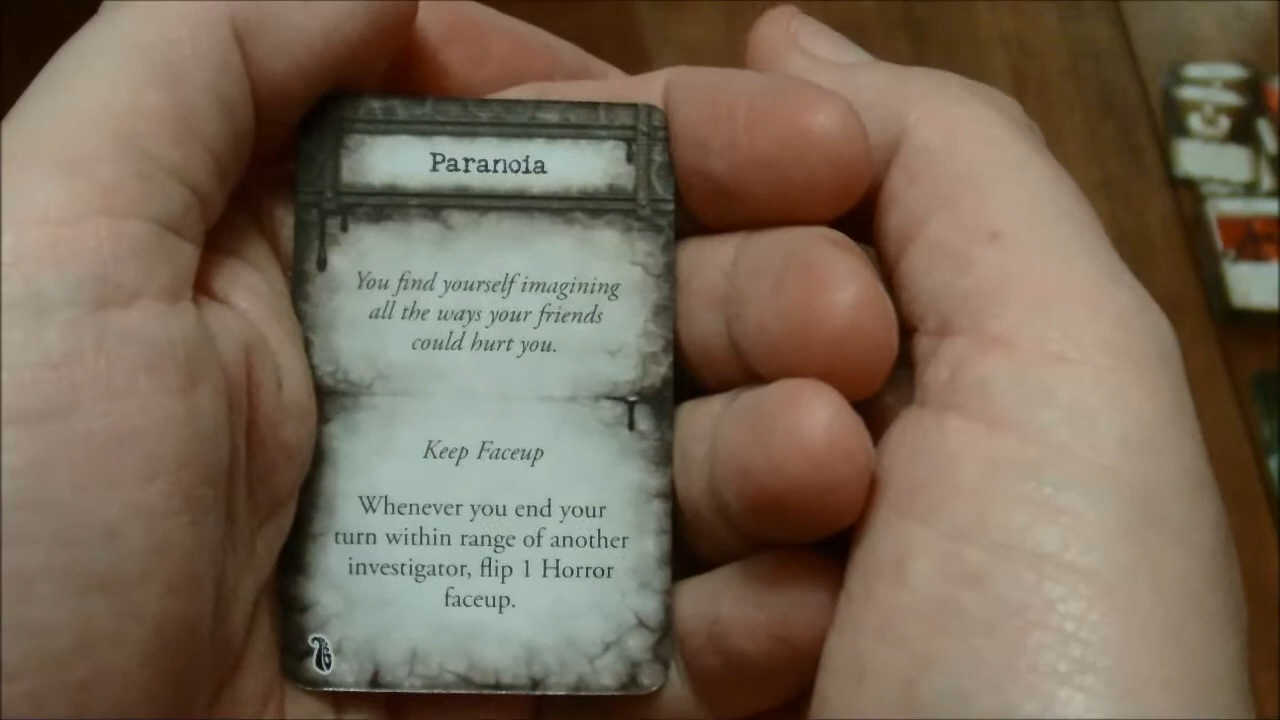 Paranoia
You find yourself imagining
all the ways your friends
could hurt you.
Keep Faceup
Whenever you end your
turn within range of another
investigator, flip 1 Horror
faceup.